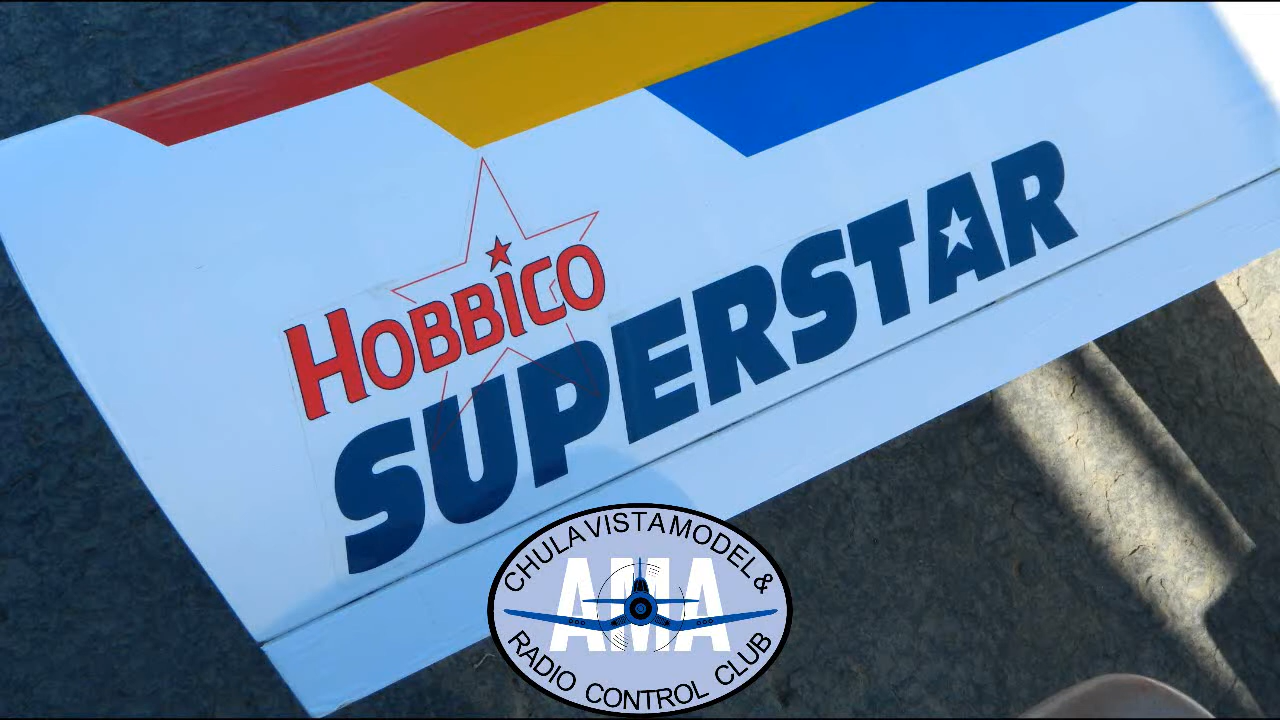 HOBBICO
SUPERSTAR
CHULA VISTA MODEL &
AMA
RADIO CONTROL CLUB